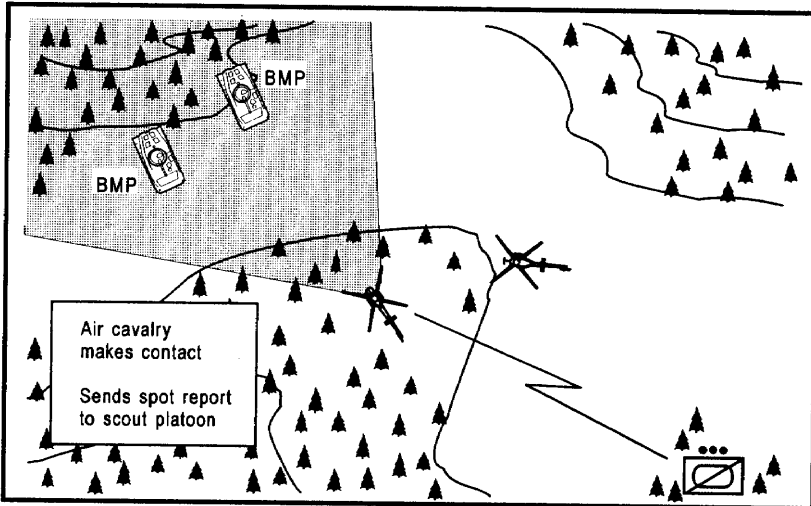 BMP
BMP
Air cavalry
makes contact
Sends spot report
to scout platoon